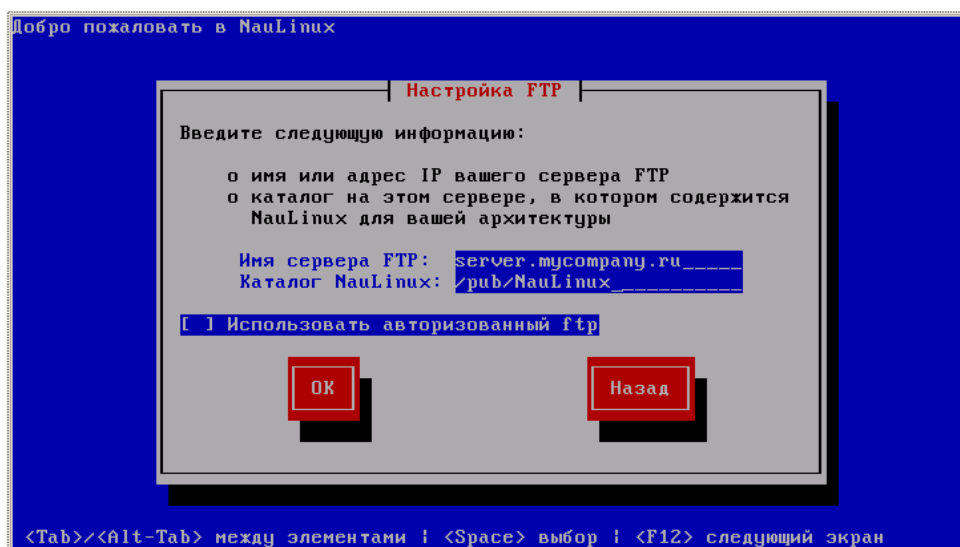 Добро пожаловать в NauLinux
Настройка FTP
Введите следующую информацию:
o имя или адрес IP вашего сервера FTP
o каталог на этом сервере, в котором содержится
NauLinux для вашей архитектуры
Имя сервера FTP: server.mycompany.ru_____
Каталог NauLinux: /pub/NauLinux___________
[ ] Использовать авторизованный ftp
OK Назад
<Tab>/<Alt-Tab> между элементами | <Space> выбор | <F12> следующий экран